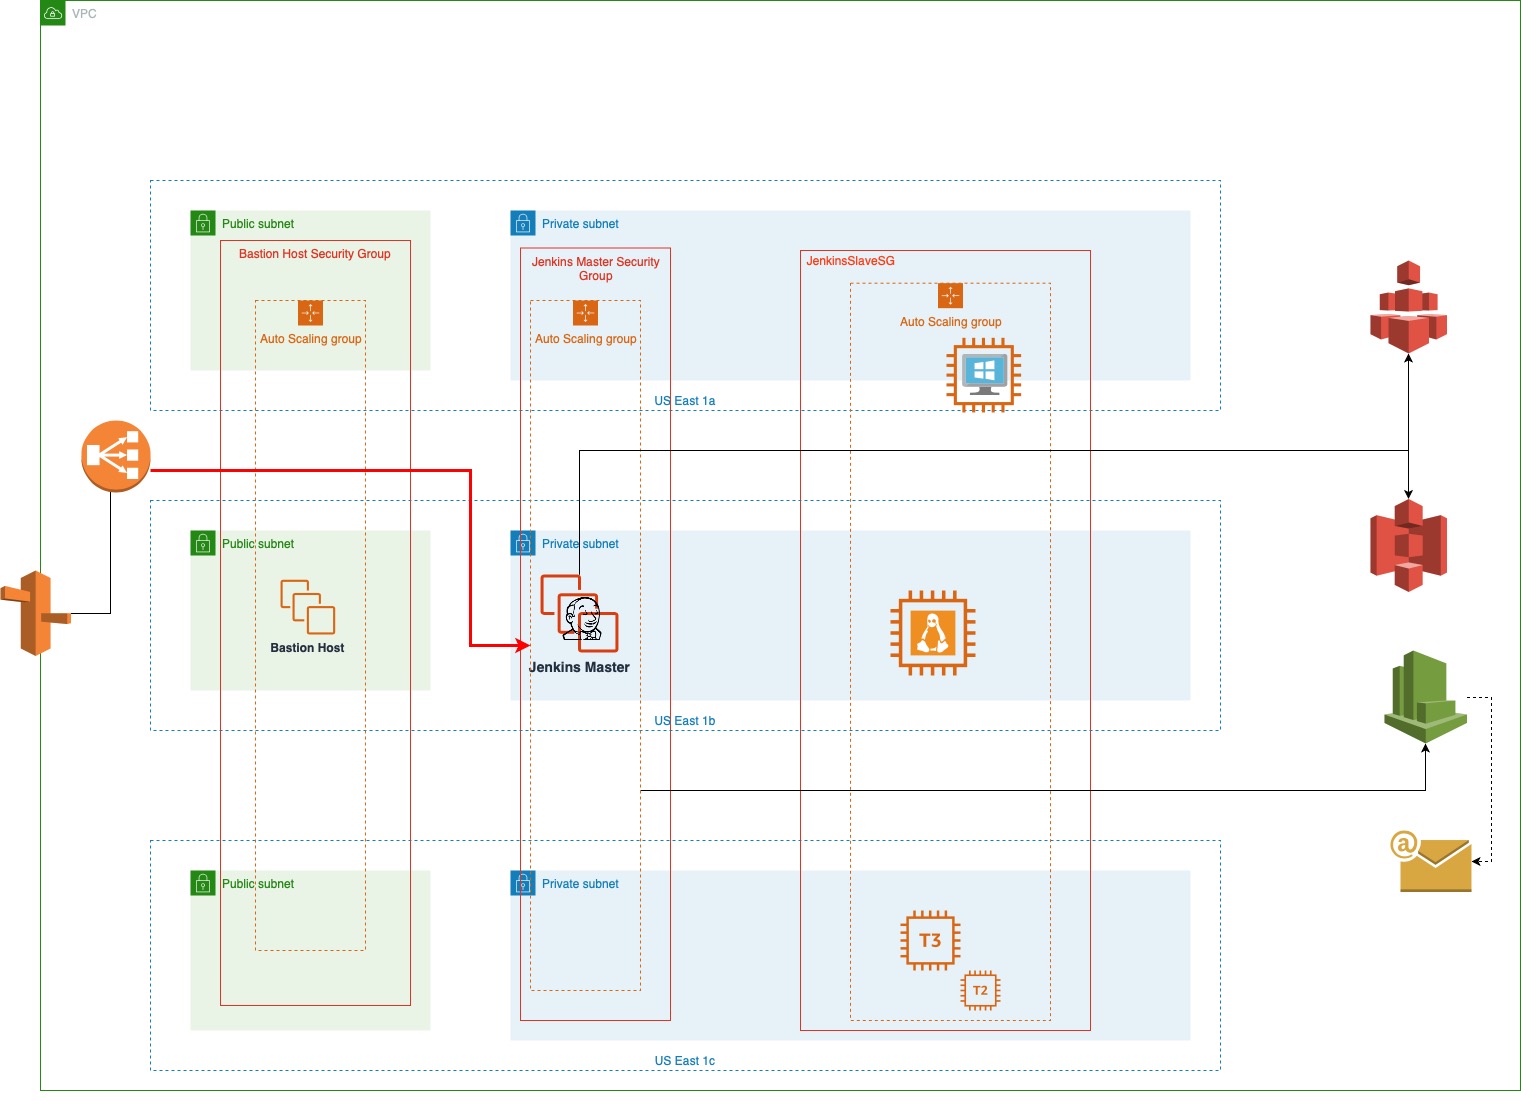 VPC
Public subnet
Private subnet
Bastion Host Security Group
Jenkins Master Security
Group
JenkinsSlaveSG
Auto Scaling group
Auto Scaling group
Auto Scaling group
US East 1a
Public subnet
Private subnet
Bastion Host
Jenkins Master
US East 1b
@
Public subnet
Private subnet
T3
T2
US East 1c